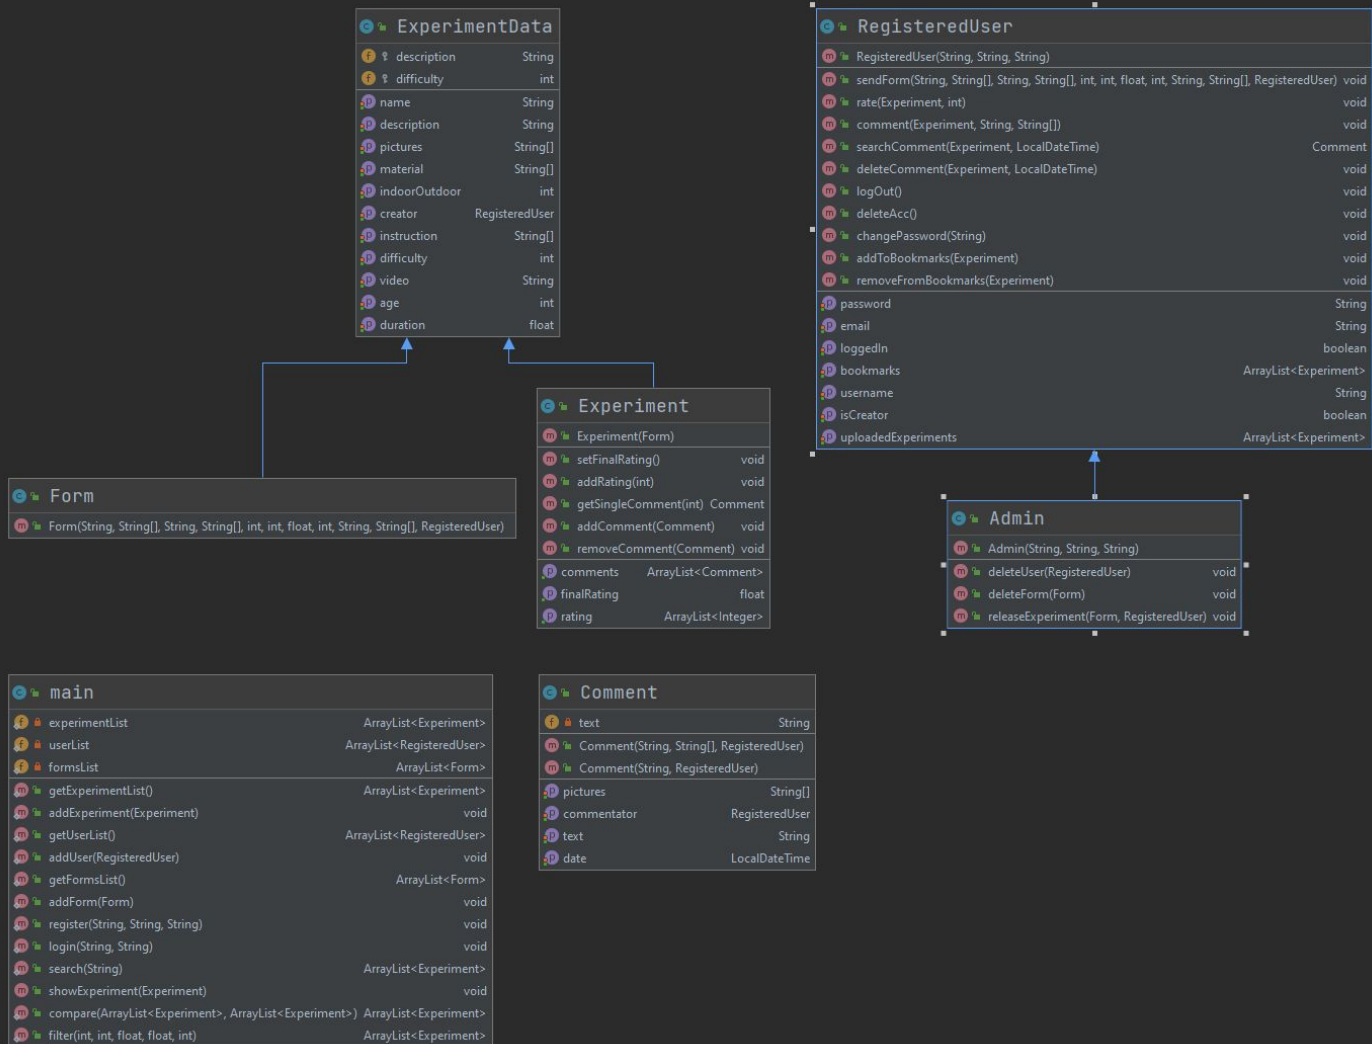 ExperimentData
description String
difficulty int
name String
description String
pictures String[]
material String[]
indoorOutdoor int
creator RegisteredUser
instruction String[]
difficulty int
video String
age int
duration float
RegisteredUser
RegisteredUser(String, String, String)
sendForm(String, String[], String, String[], int, int, float, int, String, String[], RegisteredUser) void
rate(Experiment, int) void
comment(Experiment, String, String[]) void
searchComment(Experiment, LocalDateTime) Comment
deleteComment(Experiment, LocalDateTime) void
logOut() void
deleteAcc() void
changePassword(String) void
addToBookmarks(Experiment) void
removeFromBookmarks(Experiment) void
password String
email String
loggedIn boolean
bookmarks ArrayList<Experiment>
username String
isCreator boolean
uploadedExperiments ArrayList<Experiment>
Form
Form(String, String[], String, String[], int, int, float, int, String, String[], RegisteredUser)
Experiment
Experiment(Form)
setFinalRating() void
addRating(int) void
getSingleComment(int) Comment
addComment(Comment) void
removeComment(Comment) void
comments ArrayList<Comment>
finalRating float
rating ArrayList<Integer>
Admin
Admin(String, String, String)
deleteUser(RegisteredUser) void
deleteForm(Form) void
releaseExperiment(Form, RegisteredUser) void
main
experimentList ArrayList<Experiment>
userList ArrayList<RegisteredUser>
formsList ArrayList<Form>
getExperimentList() ArrayList<Experiment>
addExperiment(Experiment) void
getUserList() ArrayList<RegisteredUser>
addUser(RegisteredUser) void
getFormsList() ArrayList<Form>
addForm(Form) void
register(String, String, String) void
login(String, String) void
search(String) ArrayList<Experiment>
showExperiment(Experiment) void
compare(ArrayList<Experiment>, ArrayList<Experiment>) ArrayList<Experiment>
filter(int, int, float, float, int) ArrayList<Experiment>
Comment
text String
Comment(String, String[], RegisteredUser)
Comment(String, RegisteredUser)
pictures String[]
commentator RegisteredUser
text String
date LocalDateTime